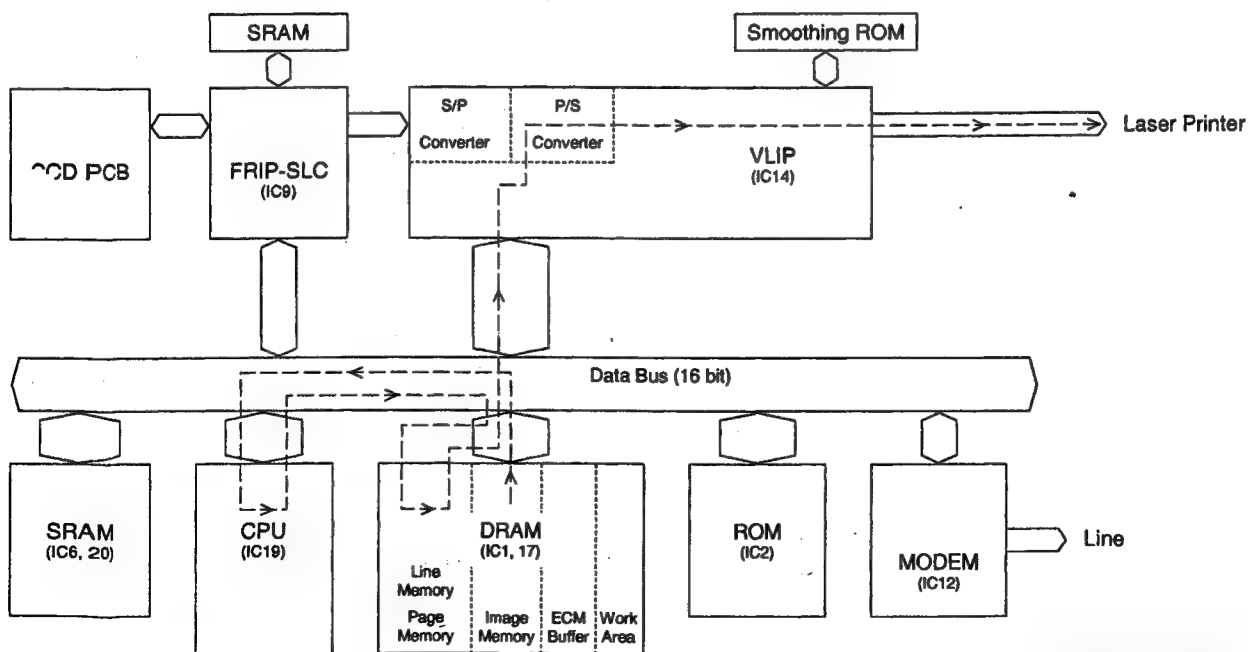 SRAM
Smoothing ROM
S/P
Converter
P/S
Converter
Laser Printer
CCD PCB
FRIP-SLC
(IC9)
VLIP
(IC14)
Data Bus (16 bit)
SRAM
(IC6, 20)
CPU
(IC19)
DRAM
(IC1, 17)
Line
Memory
Page
Memory
Image
Memory
ECM
Buffer
Work
Area
ROM
(IC2)
MODEM
(IC12)
Line